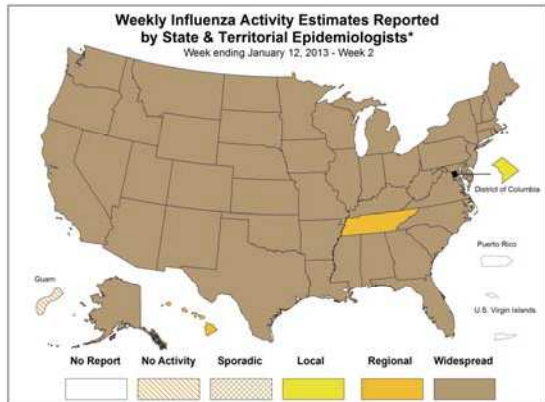 Weekly Influenza Activity Estimates Reported
by State & Territorial Epidemiologists*
Week ending January 12, 2013 - Week 2
District of Columbia
Puerto Rico
Guam
U.S. Virgin Islands
No Report No Activity Sporadic Local Regional Widespread